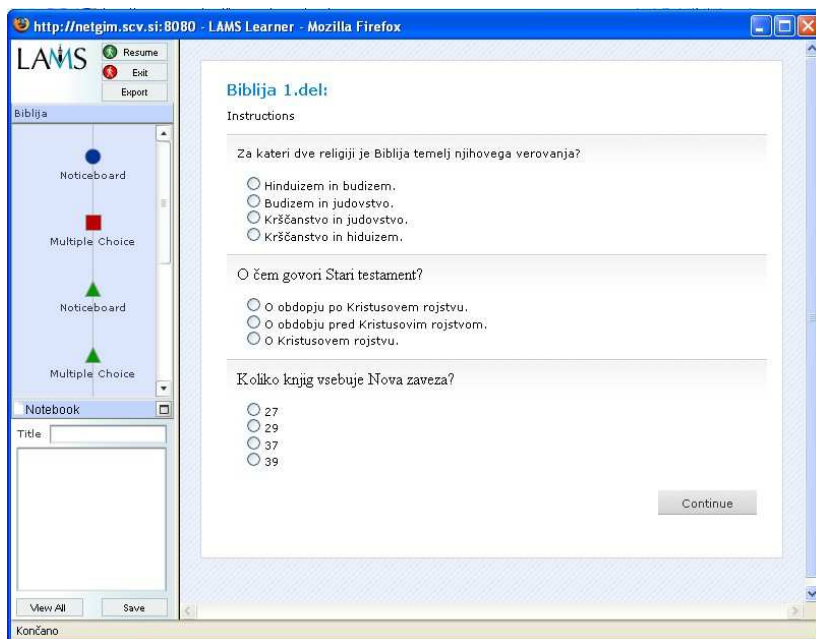 http://netgim.scv.si:8080 - LAMS Learner - Mozilla Firefox
LAMS
Resume
Exit
Export
Biblija
Noticeboard
Multiple Choice
Noticeboard
Multiple Choice
Notebook
Title
View All
Save
Biblija 1.del:
Instructions
Za kateri dve religiji je Biblija temelj njihovega verovanja?
Hinduizem in budizem.
Budizem in judovstvo.
Krščanstvo in judovstvo.
Krščanstvo in hiduizem.
O čem govori Stari testament?
O obdopju po Kristusovem rojstvu.
O obdobju pred Kristusovim rojstvom.
O Kristusovem rojstvu.
Koliko knjig vsebuje Nova zaveza?
27
29
37
39
Continue
Končano